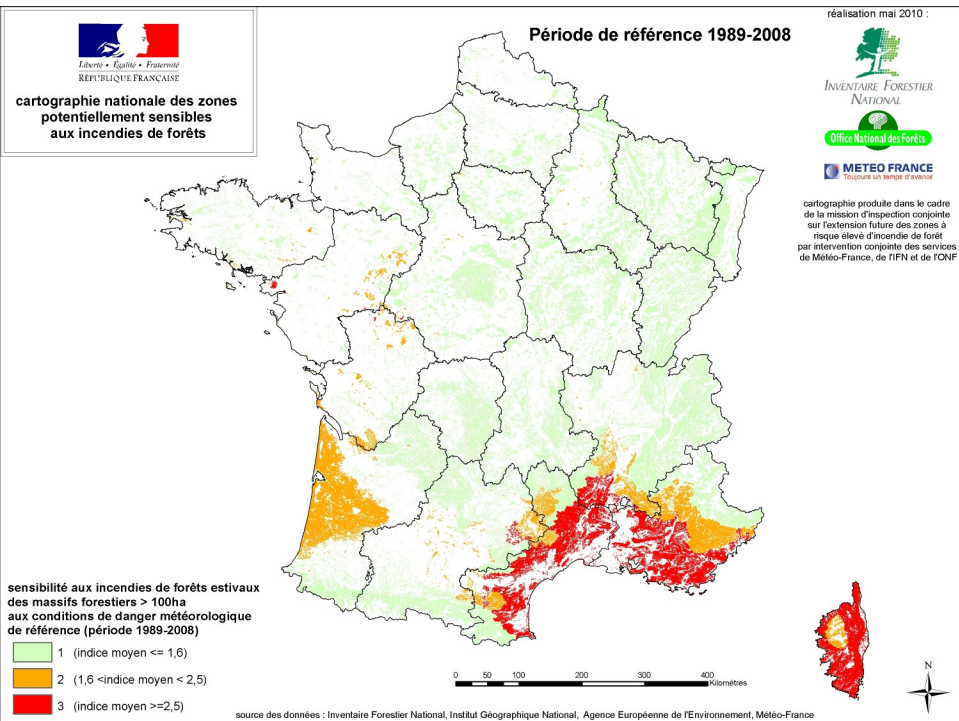 Liberté • Égalité • Fraternité
RÉPUBLIQUE FRANÇAISE
cartographie nationale des zones
potentiellement sensibles
aux incendies de forêts
Période de référence 1989-2008
réalisation mai 2010 :
INVENTAIRE FORESTIER
NATIONAL
Office National des Forêts
METEO FRANCE
Toujours un temps d'avance
cartographie produite dans le cadre
de la mission d'inspection conjointe
sur l'extension future des zones à
risque élevé d'incendie de forêt
par intervention conjointe des services
de Météo-France, de l'IFN et de l'ONF
sensibilité aux incendies de forêts estivaux
des massifs forestiers > 100ha
aux conditions de danger météorologique
de référence (période 1989-2008)
1 (indice moyen <= 1,6)
2 (1,6 <indice moyen < 2,5)
3 (indice moyen >=2,5)
0 50 100 200 300 400
Kilomètres
N
source des données : Inventaire Forestier National, Institut Géographique National, Agence Européenne de l'Environnement, Météo-France